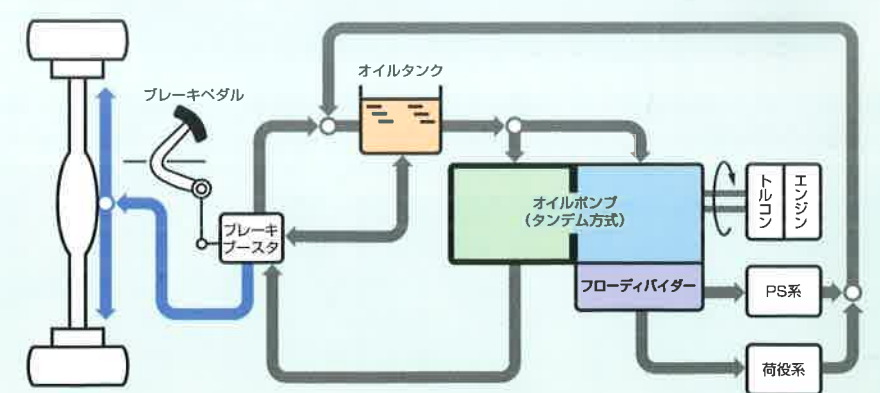 オイルタンク
ブレーキペダル
ブレーキ
ブースタ
オイルポンプ
(タンデム方式)
トルコン
エンジン
フローディバイダー
PS系
荷役系